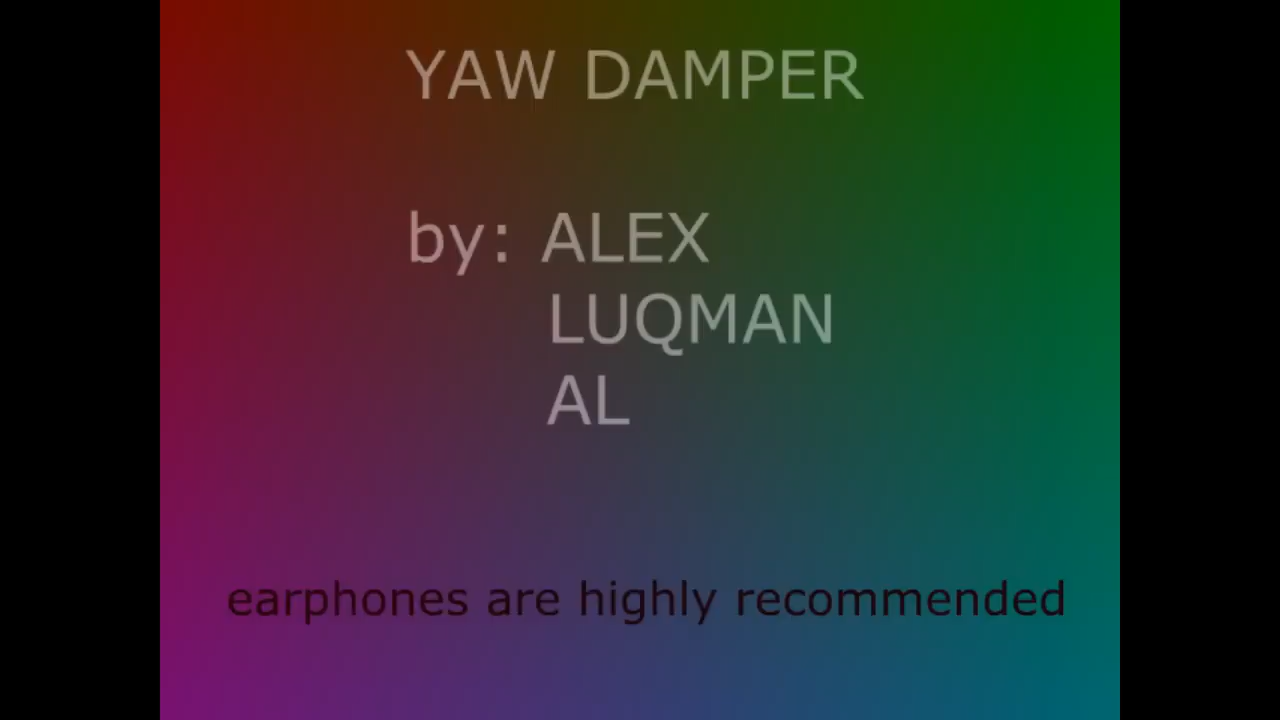 YAW DAMPER
by: ALEX
LUQMAN
AL
earphones are highly recommended